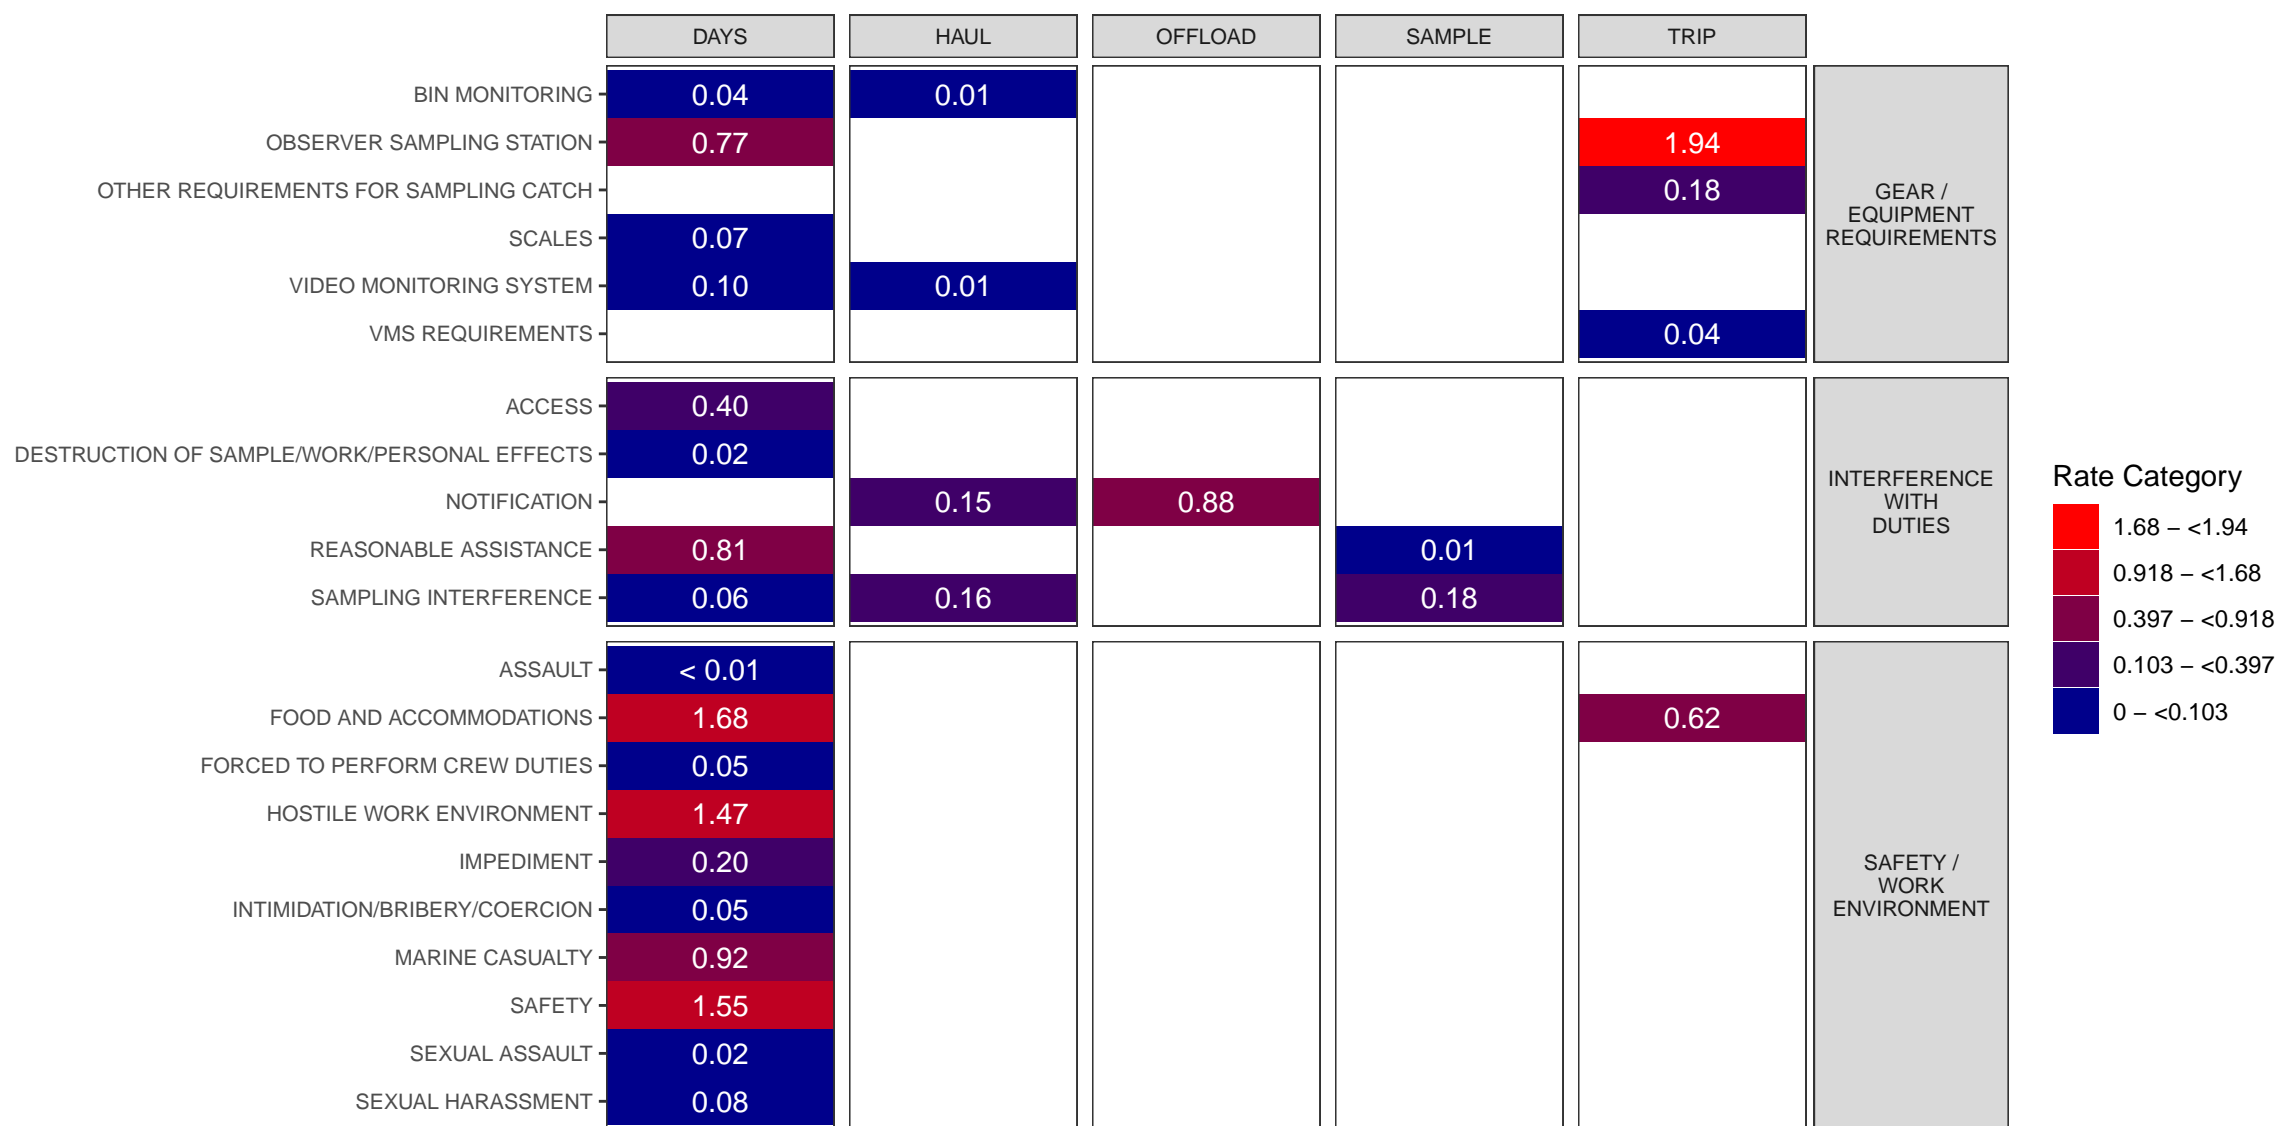 DAYS HAUL OFFLOAD SAMPLE TRIP
BIN MONITORING 0.04 0.01
OBSERVER SAMPLING STATION 0.77 1.94
OTHER REQUIREMENTS FOR SAMPLING CATCH 0.18
SCALES 0.07
VIDEO MONITORING SYSTEM 0.10 0.01
VMS REQUIREMENTS 0.04
GEAR /
EQUIPMENT
REQUIREMENTS
ACCESS 0.40
DESTRUCTION OF SAMPLE/WORK/PERSONAL EFFECTS 0.02
NOTIFICATION 0.15 0.88
REASONABLE ASSISTANCE 0.81 0.01
SAMPLING INTERFERENCE 0.06 0.16 0.18
INTERFERENCE
WITH
DUTIES
ASSAULT < 0.01
FOOD AND ACCOMMODATIONS 1.68 0.62
FORCED TO PERFORM CREW DUTIES 0.05
HOSTILE WORK ENVIRONMENT 1.47
IMPEDIMENT 0.20
INTIMIDATION/BRIBERY/COERCION 0.05
MARINE CASUALTY 0.92
SAFETY 1.55
SEXUAL ASSAULT 0.02
SEXUAL HARASSMENT 0.08
SAFETY /
WORK
ENVIRONMENT
Rate Category
1.68 – <1.94
0.918 – <1.68
0.397 – <0.918
0.103 – <0.397
0 – <0.103